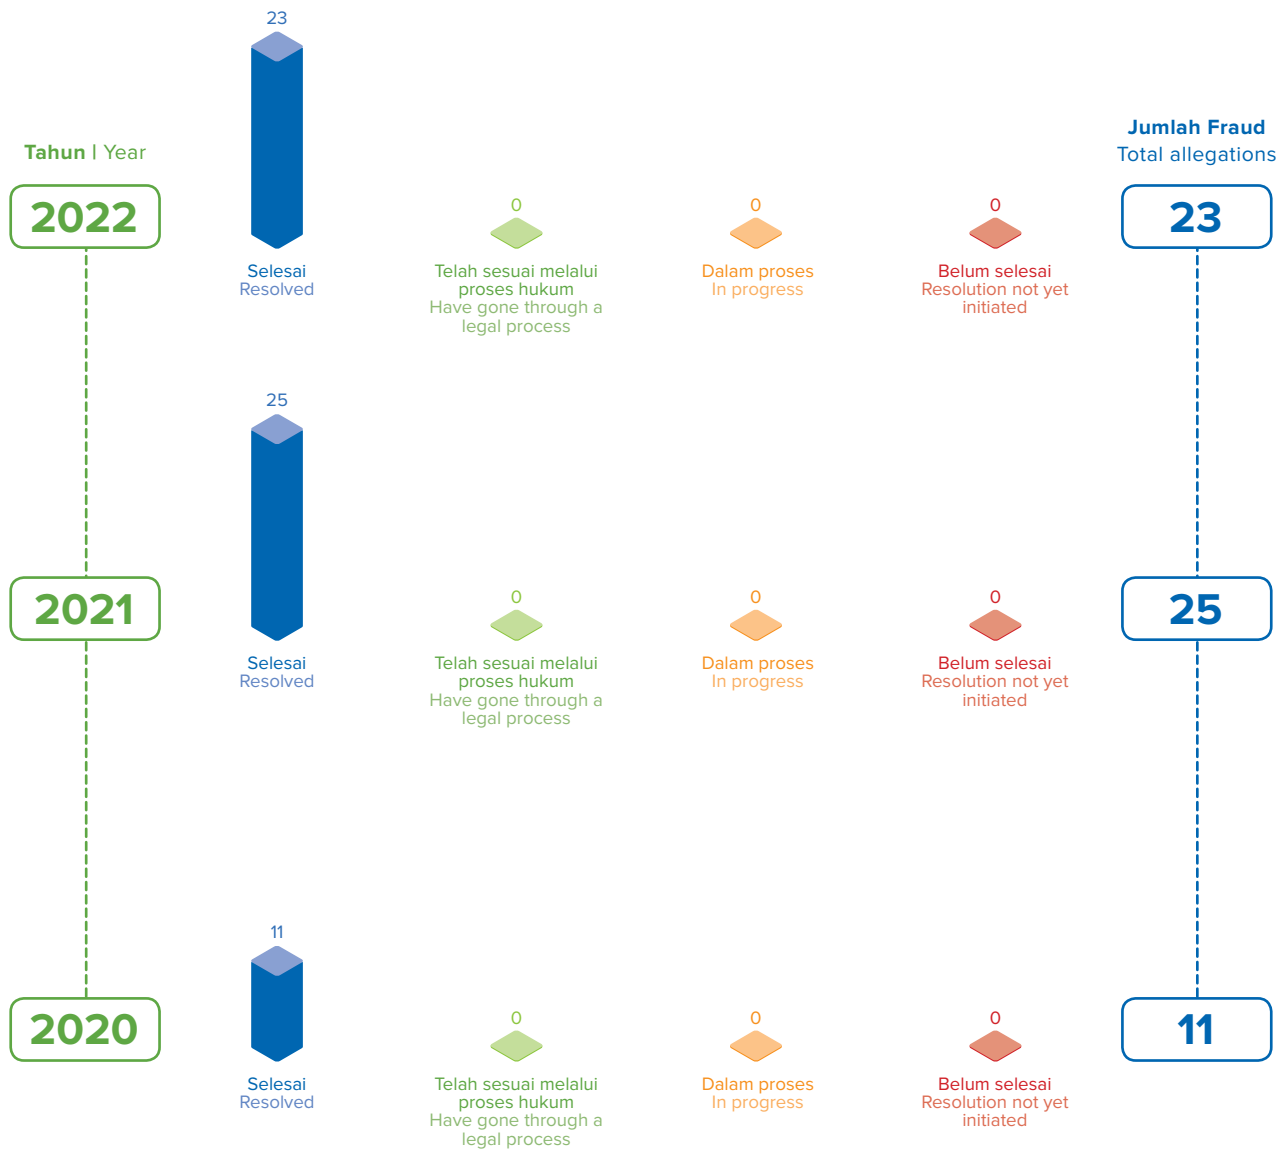 Tahun | Year
Jumlah Fraud
Total allegations
23
2022
0
0
0
23
Selesai
Resolved
Telah sesuai melalui
proses hukum
Have gone through a
legal process
Dalam proses
In progress
Belum selesai
Resolution not yet
initiated
25
2021
0
0
0
25
Selesai
Resolved
Telah sesuai melalui
proses hukum
Have gone through a
legal process
Dalam proses
In progress
Belum selesai
Resolution not yet
initiated
11
2020
0
0
0
11
Selesai
Resolved
Telah sesuai melalui
proses hukum
Have gone through a
legal process
Dalam proses
In progress
Belum selesai
Resolution not yet
initiated